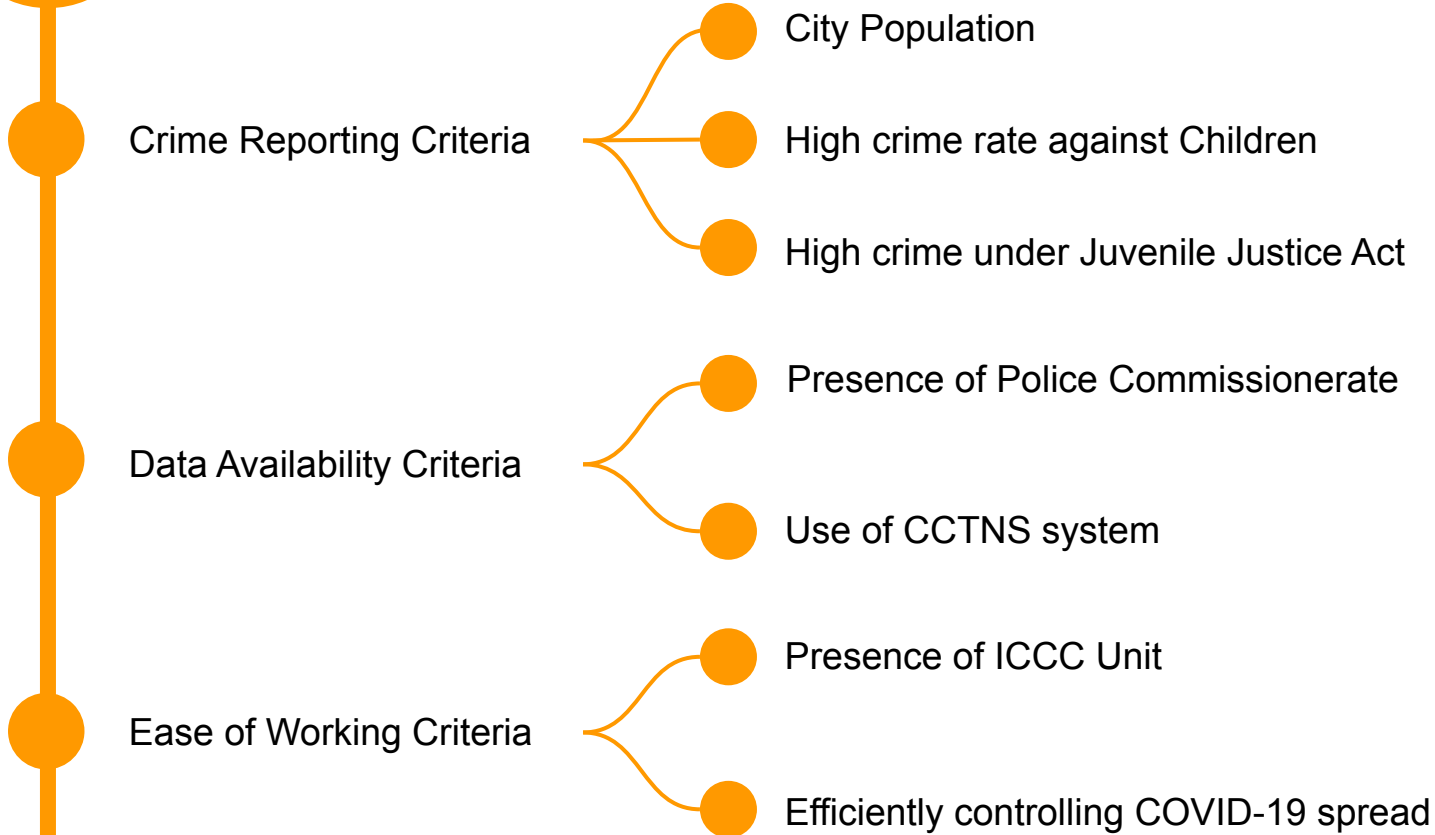 Crime Reporting Criteria
City Population
High crime rate against Children
High crime under Juvenile Justice Act
Data Availability Criteria
Presence of Police Commissionerate
Use of CCTNS system
Ease of Working Criteria
Presence of ICCC Unit
Efficiently controlling COVID-19 spread